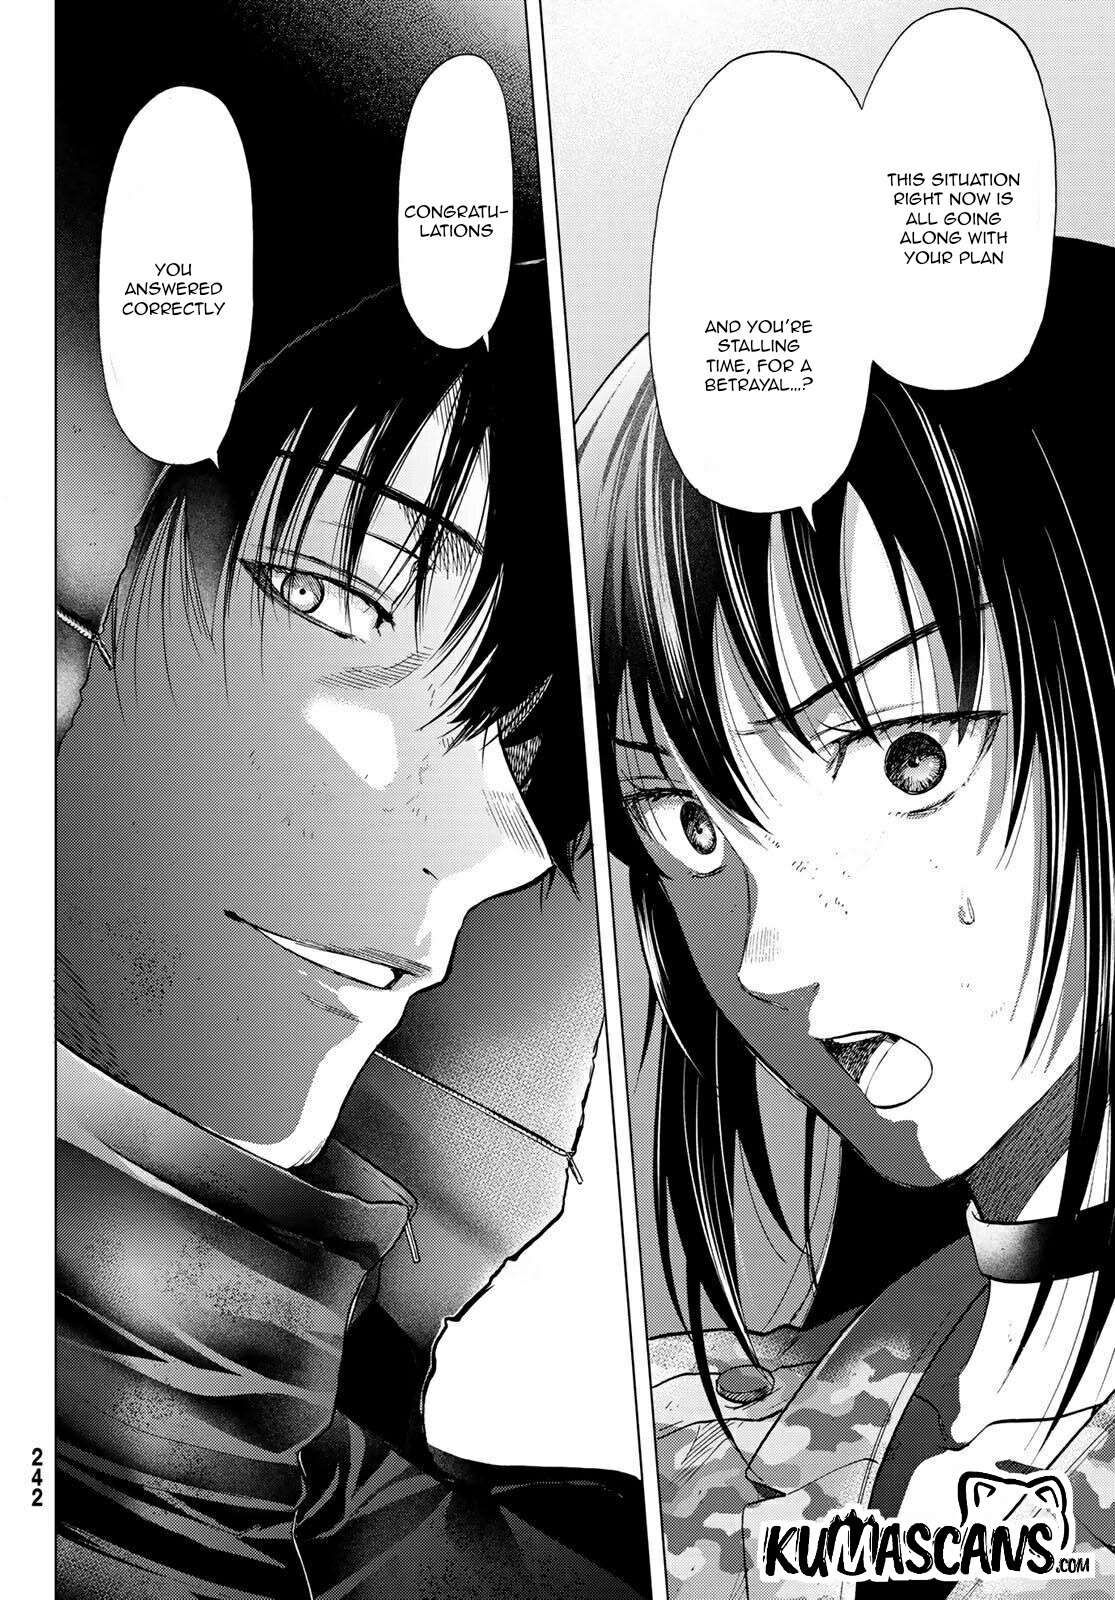 THIS SITUATION
RIGHT NOW IS
ALL GOING
ALONG WITH
YOUR PLAN
AND YOU'RE
STALLING
TIME, FOR A
BETRAYAL...?
CONGRATU-
LATIONS
YOU
ANSWERED
CORRECTLY
242
KUMASCANS.COM